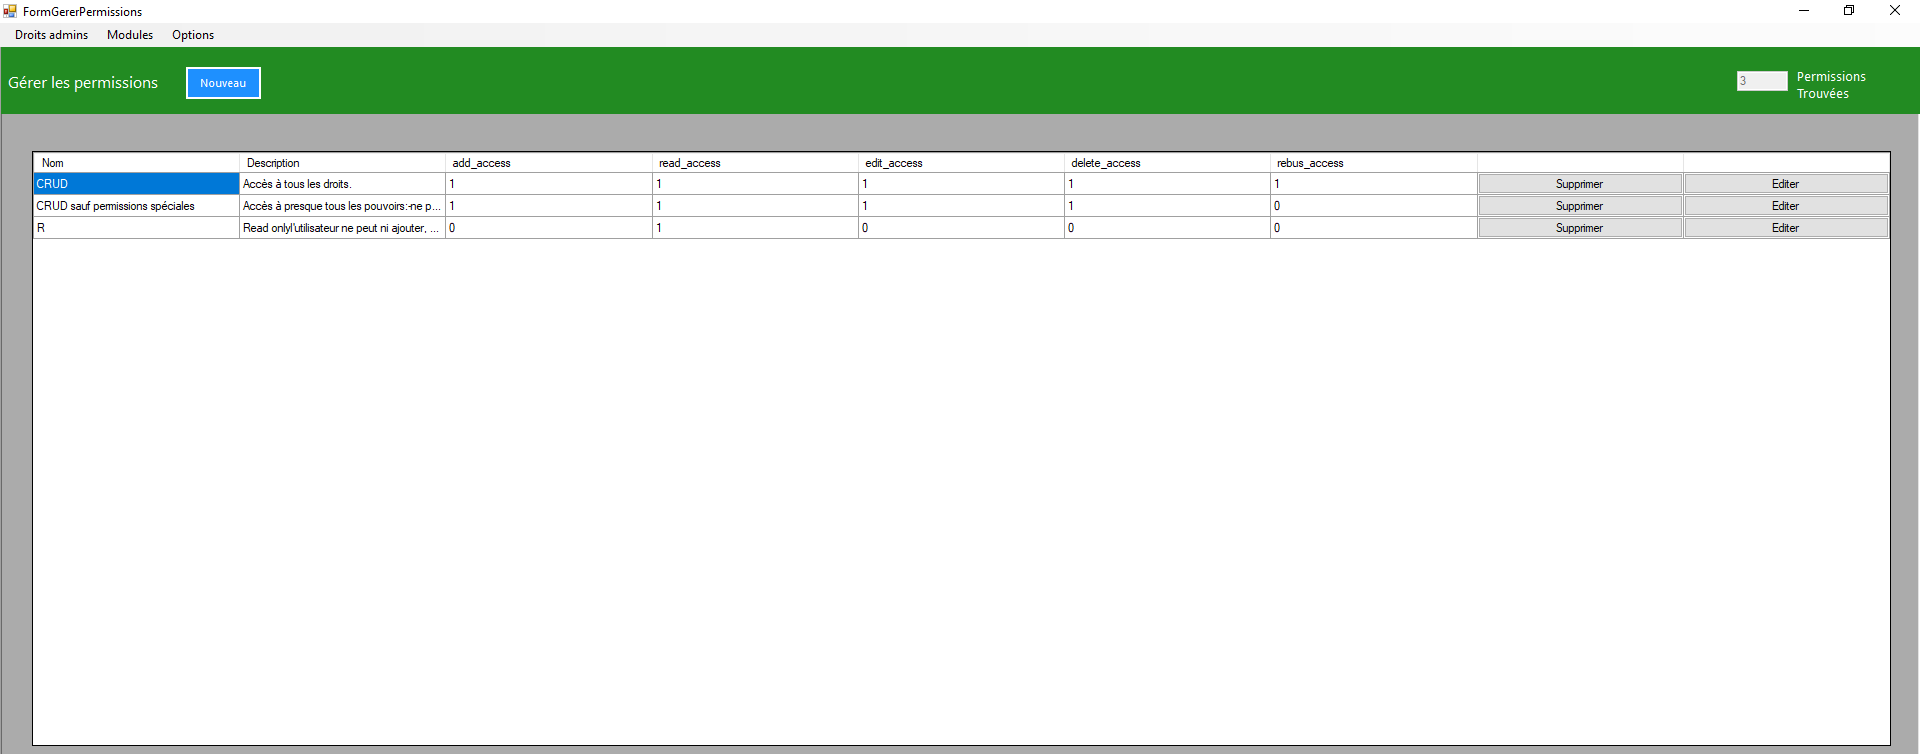 FormGererPermissions
Droits admins Modules Options
Gérer les permissions Nouveau 3 Permissions
Trouvées
Nom Description add_access read_access edit_access delete_access rebus_access
CRUD Accès à tous les droits. 1 1 1 1 1 Supprimer Editer
CRUD sauf permissions spéciales Accès à presque tous les pouvoirs:-ne p... 1 1 1 1 0 Supprimer Editer
R Read onlyl'utilisateur ne peut ni ajouter, ... 0 1 0 0 0 Supprimer Editer